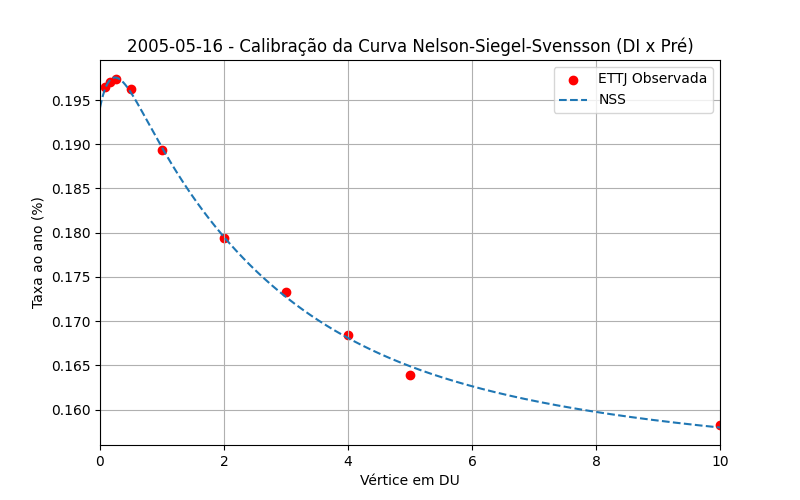 2005-05-16 - Calibração da Curva Nelson-Siegel-Svensson (DI x Pré)
ETTJ Observada
NSS
Taxa ao ano (%)
0.195
0.190
0.185
0.180
0.175
0.170
0.165
0.160
0 2 4 6 8 10
Vértice em DU